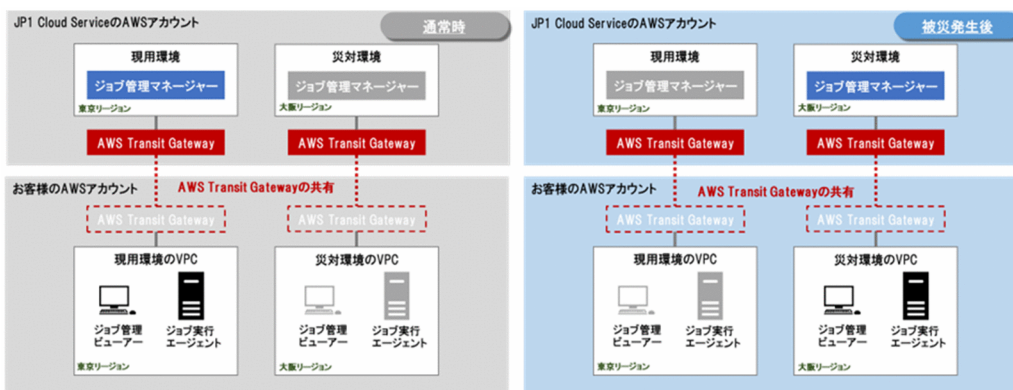 JP1 Cloud ServiceのAWSアカウント
通常時
現用環境
ジョブ管理マネージャー
東京リージョン
災対環境
ジョブ管理マネージャー
大阪リージョン
AWS Transit Gateway
AWS Transit Gateway
お客様のAWSアカウント
AWS Transit Gatewayの共有
AWS Transit Gateway
AWS Transit Gateway
現用環境のVPC
ジョブ管理
ビューアー
ジョブ実行
エージェント
東京リージョン
災対環境のVPC
ジョブ管理
ビューアー
ジョブ実行
エージェント
大阪リージョン
JP1 Cloud ServiceのAWSアカウント
被災発生後
現用環境
ジョブ管理マネージャー
東京リージョン
災対環境
ジョブ管理マネージャー
大阪リージョン
AWS Transit Gateway
AWS Transit Gateway
お客様のAWSアカウント
AWS Transit Gatewayの共有
AWS Transit Gateway
AWS Transit Gateway
現用環境のVPC
ジョブ管理
ビューアー
ジョブ実行
エージェント
東京リージョン
災対環境のVPC
ジョブ管理
ビューアー
ジョブ実行
エージェント
大阪リージョン